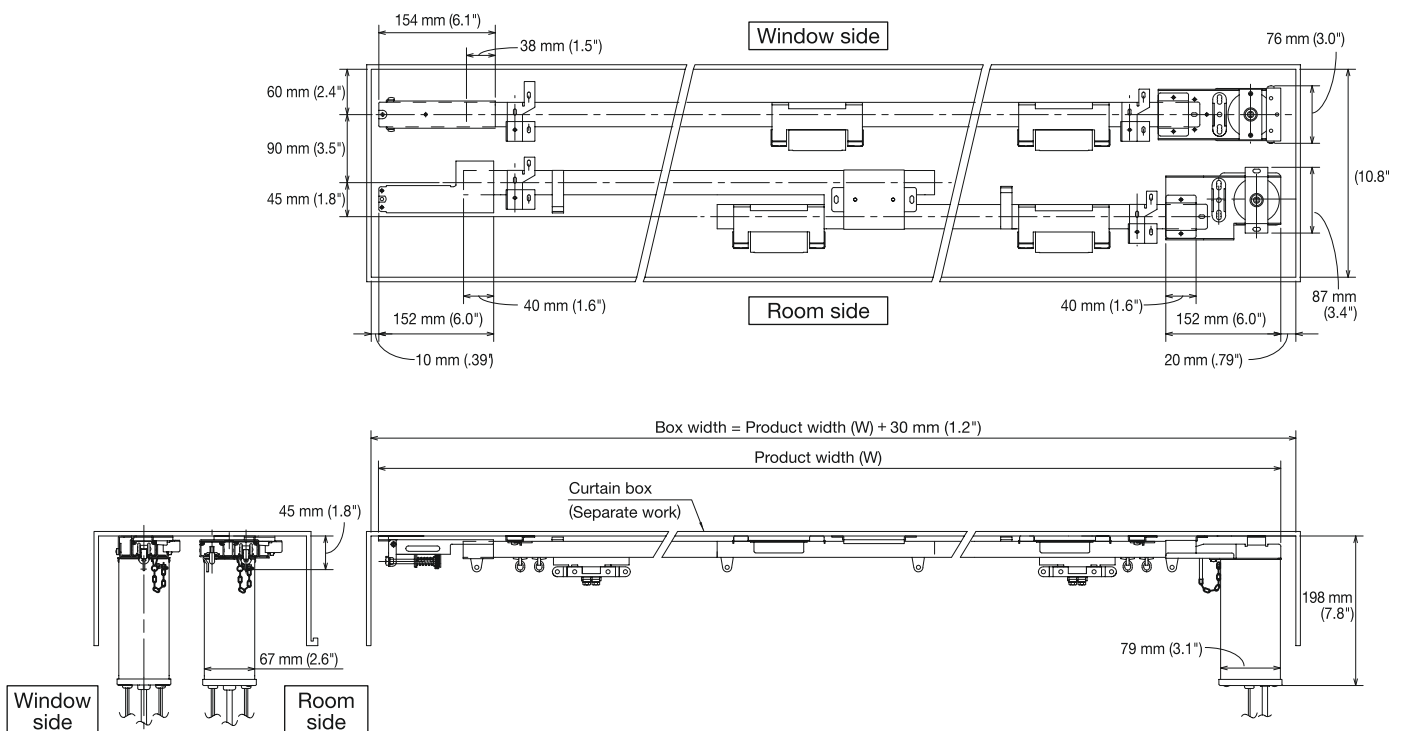 154 mm (6.1")
38 mm (1.5")
Window side
76 mm (3.0")
60 mm (2.4")
90 mm (3.5")
45 mm (1.8")
(10.8"
40 mm (1.6")
Room side
40 mm (1.6")
87 mm
(3.4")
152 mm (6.0")
152 mm (6.0")
10 mm (.39')
20 mm (.79")
Box width = Product width (W) + 30 mm (1.2")
Product width (W)
Curtain box
(Separate work)
45 mm (1.8")
198 mm
(7.8")
79 mm (3.1")
67 mm (2.6")
Window
side
Room
side